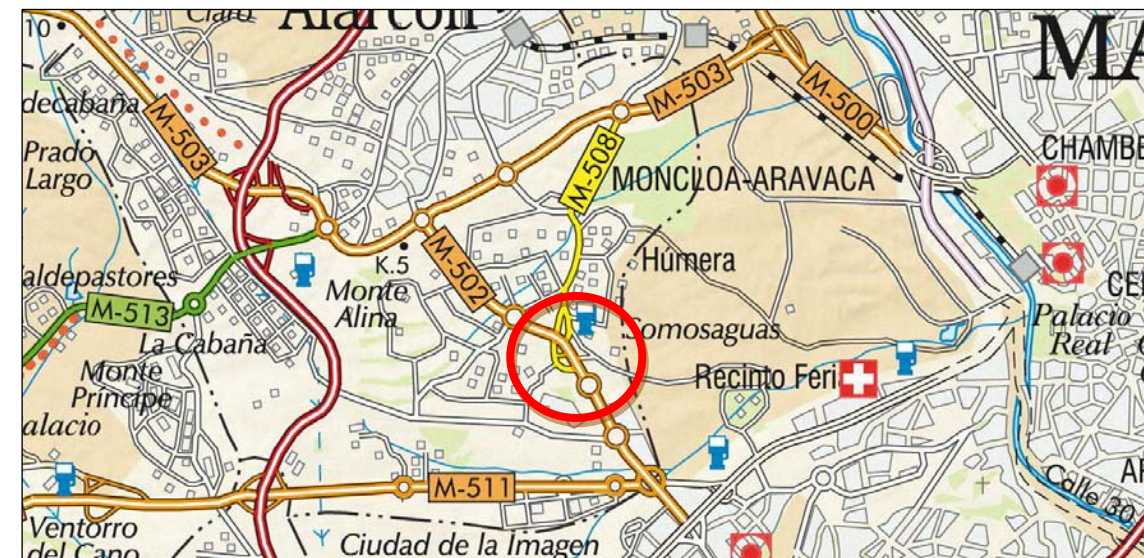 10
Claro
Alarcón
MA
decabaña
M-503
M-503
M-500
Prado
Largo
M-508
CHAMBE
MONCLOA-ARAVACA
K.5
M-502
Húmera
aldepastores
M-513
Monte
Alina
CE
La Cabaña
Somosaguas
Palacio
Real
Monte
Príncipe
Recinto Feri
alacio
M-511
Calle 30
Ventorro
del Cano
Ciudad de la Imagen